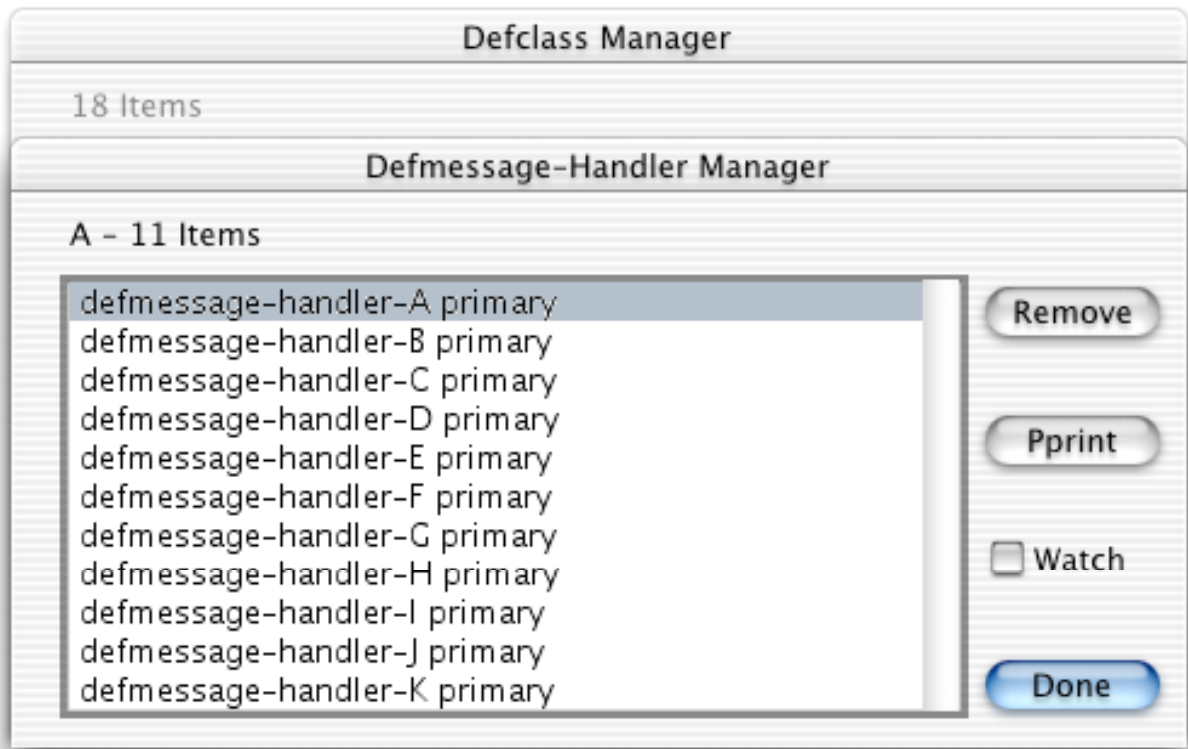 Defclass Manager
18 Items
Defmessage-Handler Manager
A - 11 Items
defmessage-handler-A primary
defmessage-handler-B primary
defmessage-handler-C primary
defmessage-handler-D primary
defmessage-handler-E primary
defmessage-handler-F primary
defmessage-handler-G primary
defmessage-handler-H primary
defmessage-handler-I primary
defmessage-handler-J primary
defmessage-handler-K primary
Remove
Pprint
Watch
Done